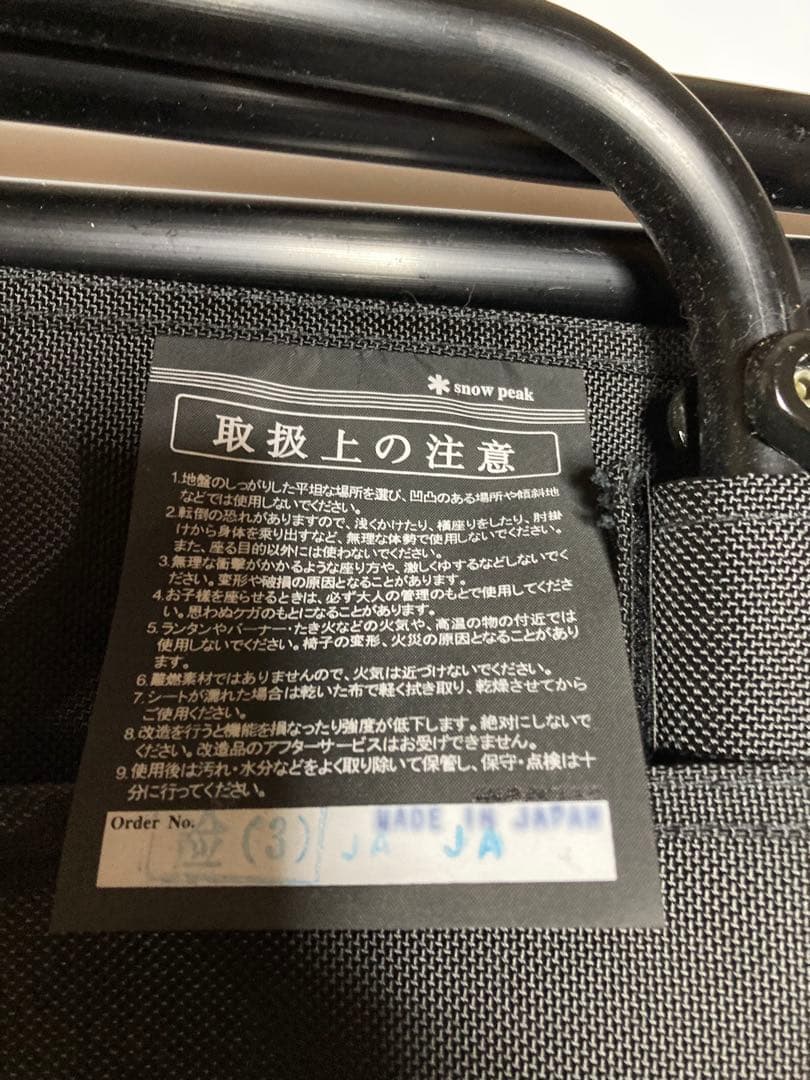 snow peak
取扱上の注意
1.地盤のしっかりした平坦な場所を選び、凹凸のある場所や傾斜地
などでは使用しないでください。
2.転倒の恐れがありますので、浅くかけたり、横座りをしたり、肘掛
けから身体を乗り出すなど、無理な体勢で使用しないでください。
また、座る目的以外には使わないでください。
3.無理な衝撃がかかるような座り方や、激しくゆするなどしないでく
ださい。変形や破損の原因となることがあります。
4.お子様を座らせるときは、必ず大人の管理のもとで使用してくださ
い。思わぬケガのもとになることがあります。
5.ランタンやバーナー・たき火などの火気や、高温の物の付近では
使用しないでください。椅子の変形、火災の原因となることがあり
ます。
6.難燃素材ではありませんので、火気は近づけないでください。
7.シートが濡れた場合は乾いた布で軽く拭き取り、乾燥させてから
ご使用ください。
8.改造を行うと機能を損なったり強度が低下します。絶対にしないで
ください。改造品のアフターサービスはお受けできません。
9.使用後は汚れ・水分などをよく取り除いて保管し、保守・点検は十
分に行ってください。
Order No.
MADE IN JAPAN
(3) JA JA